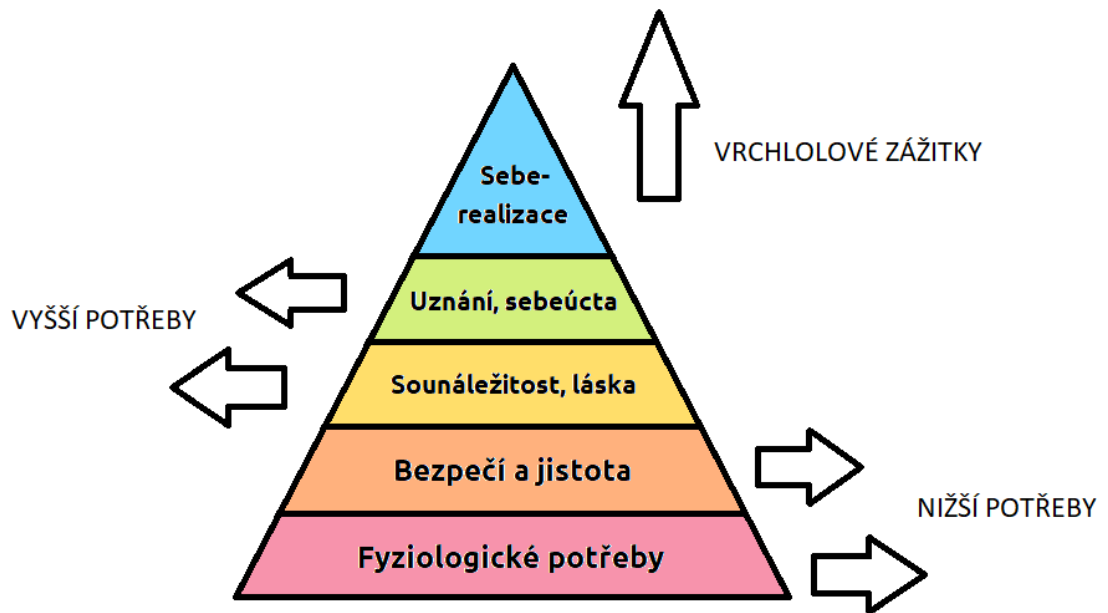 VRCHLOLOVÉ ZÁŽITKY
Sebe-
realizace
Uznání, sebeúcta
VYŠŠÍ POTŘEBY
Sounáležitost, láska
Bezpečí a jistota
NIŽŠÍ POTŘEBY
Fyziologické potřeby